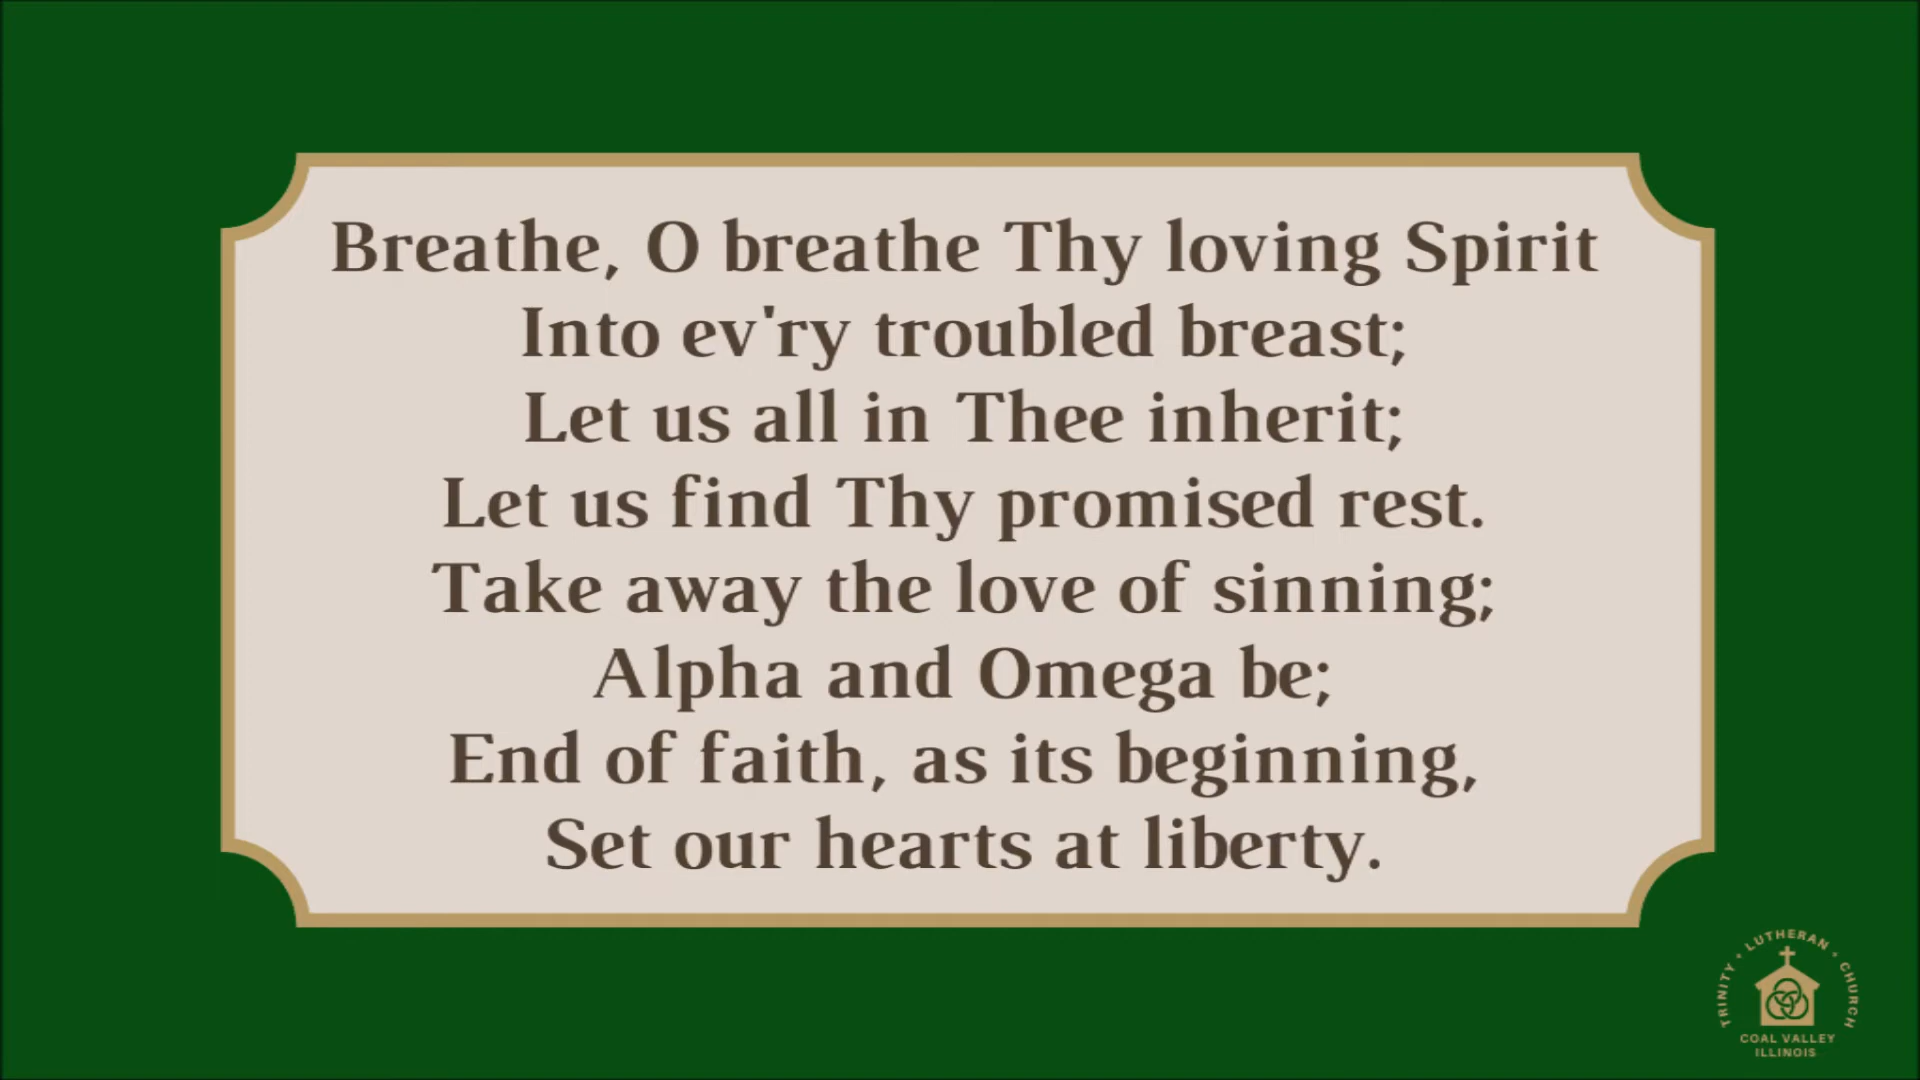 Breathe, O breathe Thy loving Spirit
Into ev'ry troubled breast;
Let us all in Thee inherit;
Let us find Thy promised rest.
Take away the love of sinning;
Alpha and Omega be;
End of faith, as its beginning,
Set our hearts at liberty.
TRINITY • LUTHERAN • CHURCH
COAL VALLEY
ILLINOIS